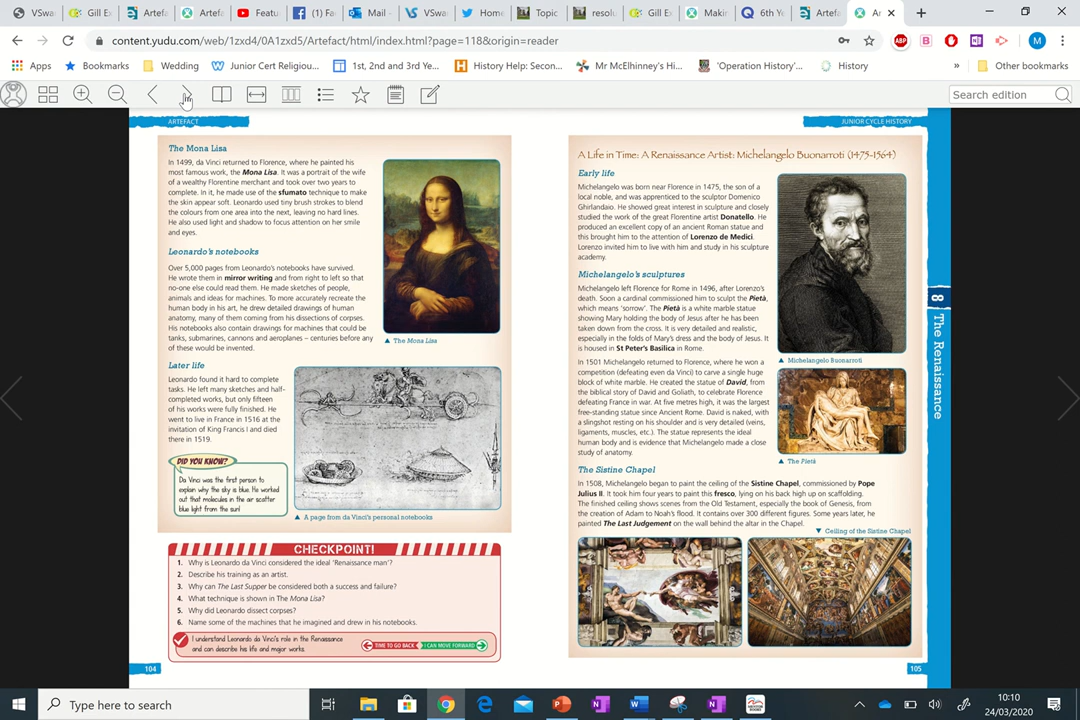 VSwa
Gill E
Artefa
Artefa
Featu
(1) Fa
Mail -
VSwa
Home
Topic
resolu
Gill Ex
Makin
6th Ye
Artefa
Ar
content.yudu.com/web/1zxd4/0A1zxd5/Artefact/html/index.html?page=118&origin=reader
ABP
M
Apps
Bookmarks
Wedding
Junior Cert Religiou...
1st, 2nd and 3rd Ye...
History Help: Secon...
Mr McElhinney's Hi...
'Operation History'...
History
»
Other bookmarks
Search edition
ARTEFACT
The Mona Lisa
In 1499, da Vinci returned to Florence, where he painted his
most famous work, the Mona Lisa. It was a portrait of the wife
of a wealthy Florentine merchant and took over two years to
complete. In it, he made use of the sfumato technique to make
the skin appear soft. Leonardo used tiny brush strokes to blend
the colours from one area into the next, leaving no hard lines.
He also used light and shadow to focus attention on her smile
and eyes.
▲ The Mona Lisa
Leonardo's notebooks
Over 5,000 pages from Leonardo's notebooks have survived.
He wrote them in mirror writing and from right to left so that
no-one else could read them. He made sketches of people,
animals and ideas for machines. To more accurately recreate the
human body in his art, he drew detailed drawings of human
anatomy, many of them coming from his dissections of corpses.
His notebooks also contain drawings for machines that could be
tanks, submarines, cannons and aeroplanes – centuries before any
of these would be invented.
Later life
Leonardo found it hard to complete
tasks. He left many sketches and half-
completed works, but only fifteen
of his works were fully finished. He
went to live in France in 1516 at the
invitation of King Francis I and died
there in 1519.
DID YOU KNOW?
Da Vinci was the first person to
explain why the sky is blue. He worked
out that molecules in the air scatter
blue light from the sun!
▲ A page from da Vinci's personal notebooks
CHECKPOINT!
1. Why is Leonardo da Vinci considered the ideal 'Renaissance man'?
2. Describe his training as an artist.
3. Why can The Last Supper be considered both a success and failure?
4. What technique is shown in The Mona Lisa?
5. Why did Leonardo dissect corpses?
6. Name some of the machines that he imagined and drew in his notebooks.
I understand Leonardo da Vinci's role in the Renaissance
and can describe his life and major works.
TIME TO GO BACK
I CAN MOVE FORWARD
104
JUNIOR CYCLE HISTORY
A Life in Time: A Renaissance Artist: Michelangelo Buonarroti (1475-1564)
Early life
Michelangelo was born near Florence in 1475, the son of a
local noble, and was apprenticed to the sculptor Domenico
Ghirlandaio. He showed great interest in sculpture and closely
studied the work of the great Florentine artist Donatello. He
produced an excellent copy of an ancient Roman statue and
this brought him to the attention of Lorenzo de Medici.
Lorenzo invited him to live with him and study in his sculpture
academy.
Michelangelo's sculptures
Michelangelo left Florence for Rome in 1496, after Lorenzo's
death. Soon a cardinal commissioned him to sculpt the Pietà,
which means 'sorrow'. The Pietà is a white marble statue
showing Mary holding the body of Jesus after he has been
taken down from the cross. It is very detailed and realistic,
especially in the folds of Mary's dress and the body of Jesus. It
is housed in St Peter's Basilica in Rome.
▲ Michelangelo Buonarroti
In 1501 Michelangelo returned to Florence, where he won a
competition (defeating even da Vinci) to carve a single huge
block of white marble. He created the statue of David, from
the biblical story of David and Goliath, to celebrate Florence
defeating France in war. At five metres high, it was the largest
free-standing statue since Ancient Rome. David is naked, with
a slingshot resting on his shoulder and is very detailed (veins,
ligaments, muscles, etc.). The statue represents the ideal
human body and is evidence that Michelangelo made a close
study of anatomy.
▲ The Pietà
The Sistine Chapel
In 1508, Michelangelo began to paint the ceiling of the Sistine Chapel, commissioned by Pope
Julius II. It took him four years to paint this fresco, lying on his back high up on scaffolding.
The finished ceiling shows scenes from the Old Testament, especially the book of Genesis, from
the creation of Adam to Noah's flood. It contains over 300 different figures. Some years later, he
painted The Last Judgement on the wall behind the altar in the Chapel.
▼ Ceiling of the Sistine Chapel
8
The Renaissance
105
Type here to search
10:10
24/03/2020